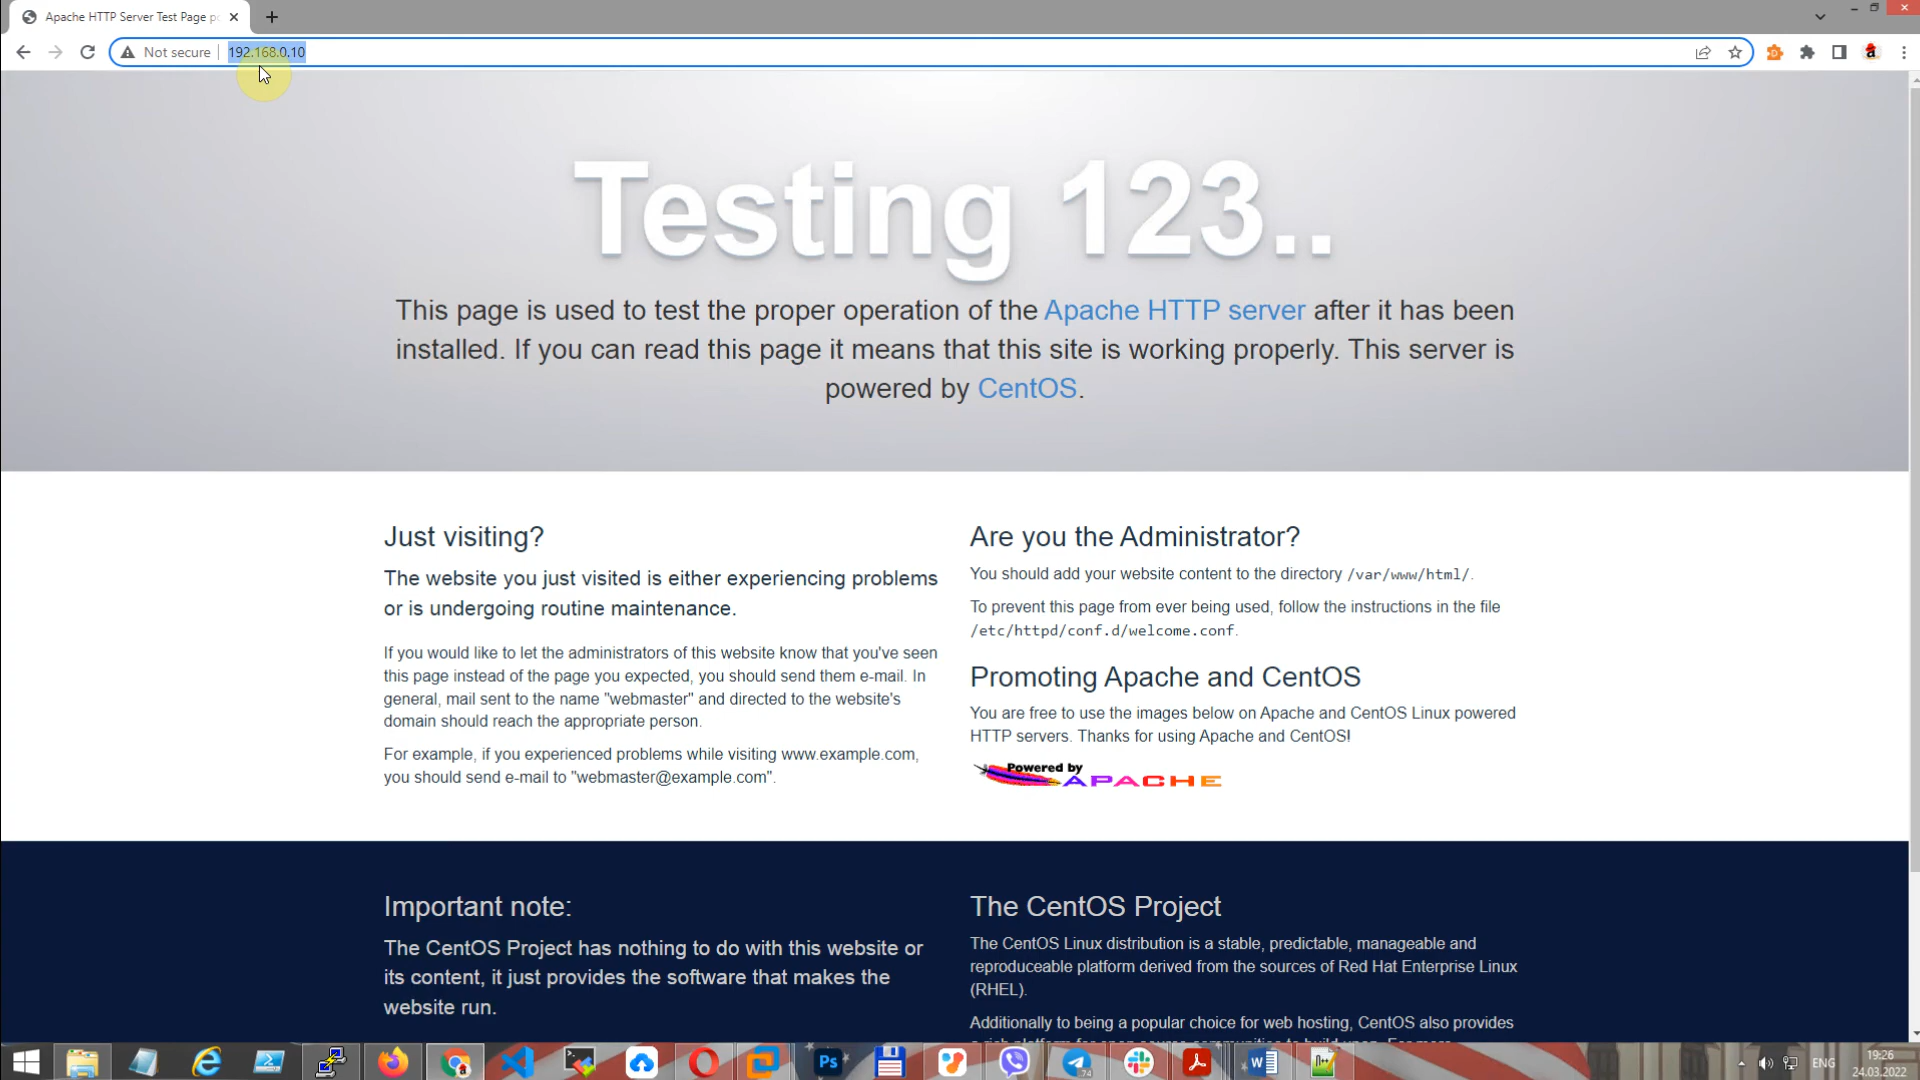 Apache HTTP Server Test Page po
Not secure
192.168.0.10
Testing 123..
This page is used to test the proper operation of the Apache HTTP server after it has been
installed. If you can read this page it means that this site is working properly. This server is
powered by CentOS.
Just visiting?
The website you just visited is either experiencing problems
or is undergoing routine maintenance.
If you would like to let the administrators of this website know that you've seen
this page instead of the page you expected, you should send them e-mail. In
general, mail sent to the name "webmaster" and directed to the website's
domain should reach the appropriate person.
For example, if you experienced problems while visiting www.example.com,
you should send e-mail to "webmaster@example.com".
Are you the Administrator?
You should add your website content to the directory /var/www/html/.
To prevent this page from ever being used, follow the instructions in the file
/etc/httpd/conf.d/welcome.conf.
Promoting Apache and CentOS
You are free to use the images below on Apache and CentOS Linux powered
HTTP servers. Thanks for using Apache and CentOS!
Powered by
APACHE
Important note:
The CentOS Project has nothing to do with this website or
its content, it just provides the software that makes the
website run.
The CentOS Project
The CentOS Linux distribution is a stable, predictable, manageable and
reproduceable platform derived from the sources of Red Hat Enterprise Linux
(RHEL).
Additionally to being a popular choice for web hosting, CentOS also provides
Ps
74
W
ENG
19:26
24.03.2022